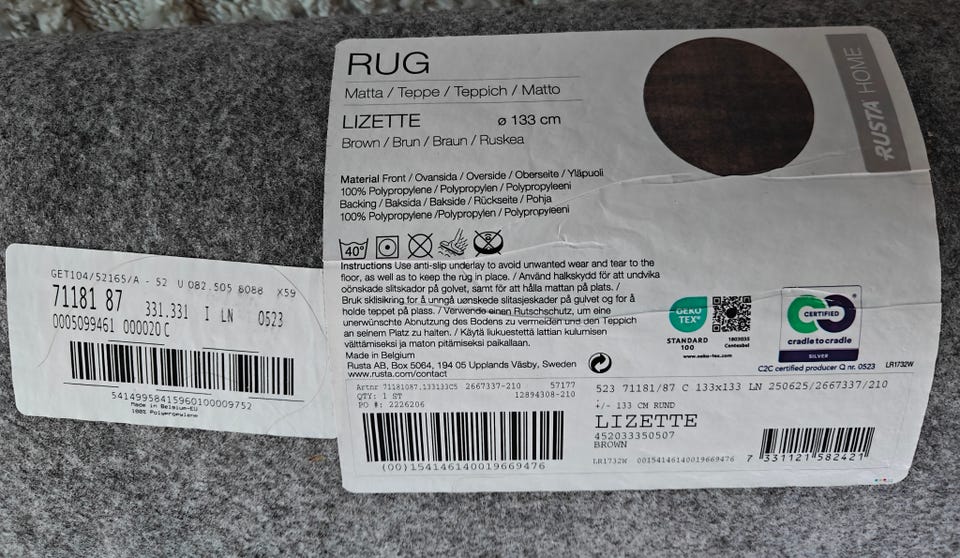 RUG
Matta / Teppe / Teppich / Matto
LIZETTE ø 133 cm
Brown / Brun / Braun / Ruskea
RUSTA HOME
Material Front / Ovansida / Overside / Oberseite / Yläpuoli
100% Polypropylene / Polypropylen / Polypropyleeni
Backing / Baksida / Bakside / Rückseite / Pohja
100% Polypropylene /Polypropylen / Polypropyleeni
40°
Instructions Use anti-slip underlay to avoid unwanted wear and tear to the
floor, as well as to keep the rug in place. / Använd halkskydd för att undvika
oönskade slitskador på golvet, samt för att hålla mattan på plats. /
Bruk sklisikring for å unngå uønskede slitasjeskader på gulvet og for å
holde teppet på plass. / Verwende einen Rutschschutz, um eine
unerwünschte Abnutzung des Bodens zu vermeiden und den Teppich
an seinem Platz zu halten. / Käytä liukuestettä lattian kulumisen
välttämiseksi ja maton pitämiseksi paikallaan.
Made in Belgium
Rusta AB, Box 5064, 194 05 Upplands Väsby, Sweden
www.rusta.com/contact
OEKO
TEX®
STANDARD
100
1803035
Centexbel
www.oeko-tex.com
CERTIFIED
cradle to cradle
SILVER
C2C certified producer Q nr. 0523 LR1732W
Artnr 71181087.133133C5 2667337-210 57177
QTY: 1 ST 12894308-210
PO #: 2226206
(00)154146140019669476
523 71181/87 C 133x133 LN 250625/2667337/210
+/- 133 CM RUND
LIZETTE
452033350507
BROWN
LR1732W 00154146140019669476
7 331121 582421
GET104/52165/A - 52 U 082.505 8088 X59
71181 87 331.331 I LN 0523
0005099461 000020 C
54149958415960100009752
Made in Belgium-EU
100% Polypropylene